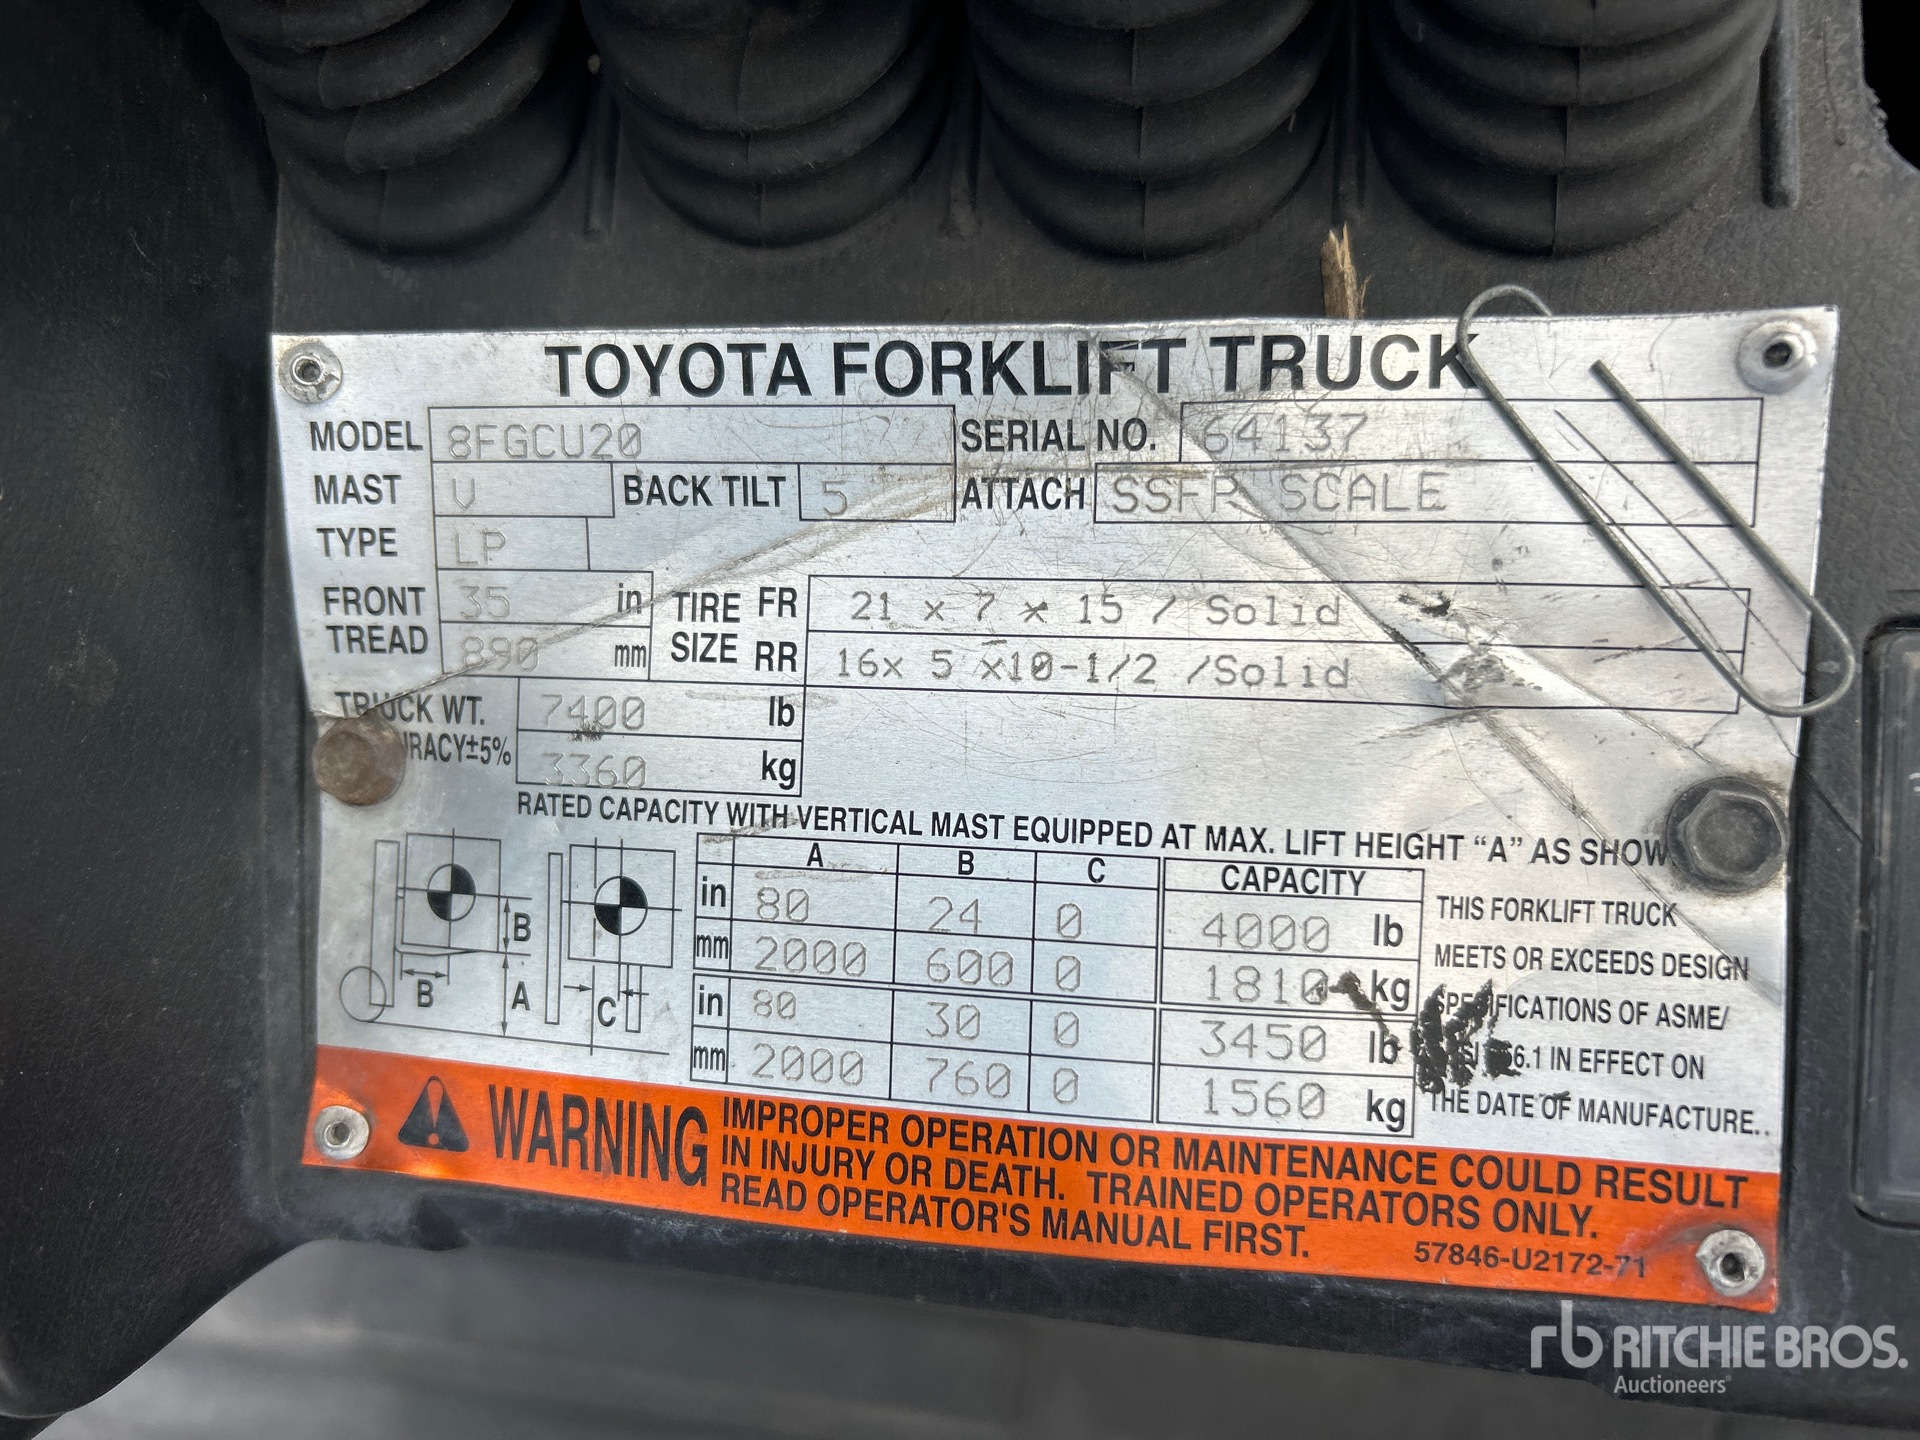 TOYOTA FORKLIFT TRUCK
MODEL 8FGCU20 SERIAL NO. 64137
MAST V BACK TILT 5 ATTACH SSFP SCALE
TYPE LP
FRONT TREAD 35 in
890 mm
TIRE SIZE FR 21 x 7 x 15 / Solid
RR 16x 5 x10-1/2 /Solid
TRUCK WT. 7400 lb
±5% 3360 kg
RATED CAPACITY WITH VERTICAL MAST EQUIPPED AT MAX. LIFT HEIGHT "A" AS SHOW
A B C CAPACITY
in 80 24 0 4000 lb
mm 2000 600 0 1810 kg
in 80 30 0 3450 lb
mm 2000 760 0 1560 kg
B
B A C
THIS FORKLIFT TRUCK
MEETS OR EXCEEDS DESIGN
SPECIFICATIONS OF ASME/
6.1 IN EFFECT ON
THE DATE OF MANUFACTURE..
WARNING
IMPROPER OPERATION OR MAINTENANCE COULD RESULT
IN INJURY OR DEATH. TRAINED OPERATORS ONLY.
READ OPERATOR'S MANUAL FIRST.
57846-U2172-71
rb RITCHIE BROS.
Auctioneers